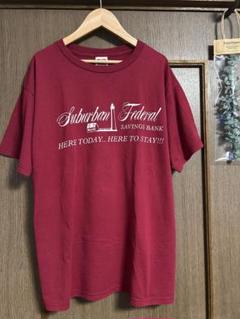 Suburban Federal
SAVINGS BANK
HERE TODAY.. HERE TO STAY!!!